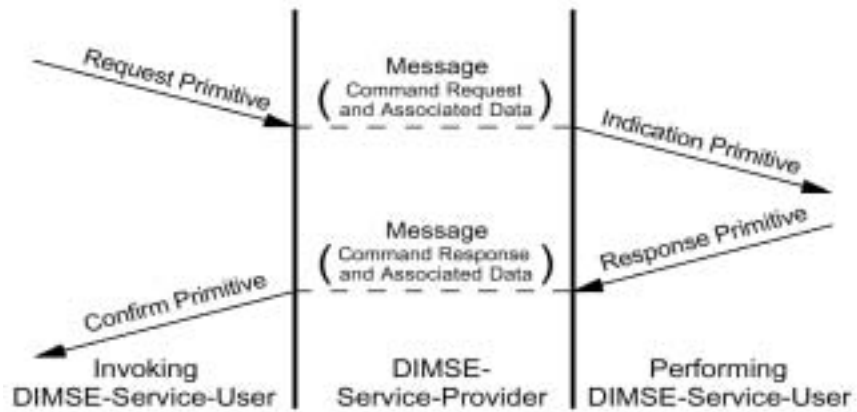 Request Primitive
Message
( Command Request
and Associated Data )
Indication Primitive
Message
( Command Response
and Associated Data )
Response Primitive
Confirm Primitive
Invoking
DIMSE-Service-User
DIMSE-
Service-Provider
Performing
DIMSE-Service-User